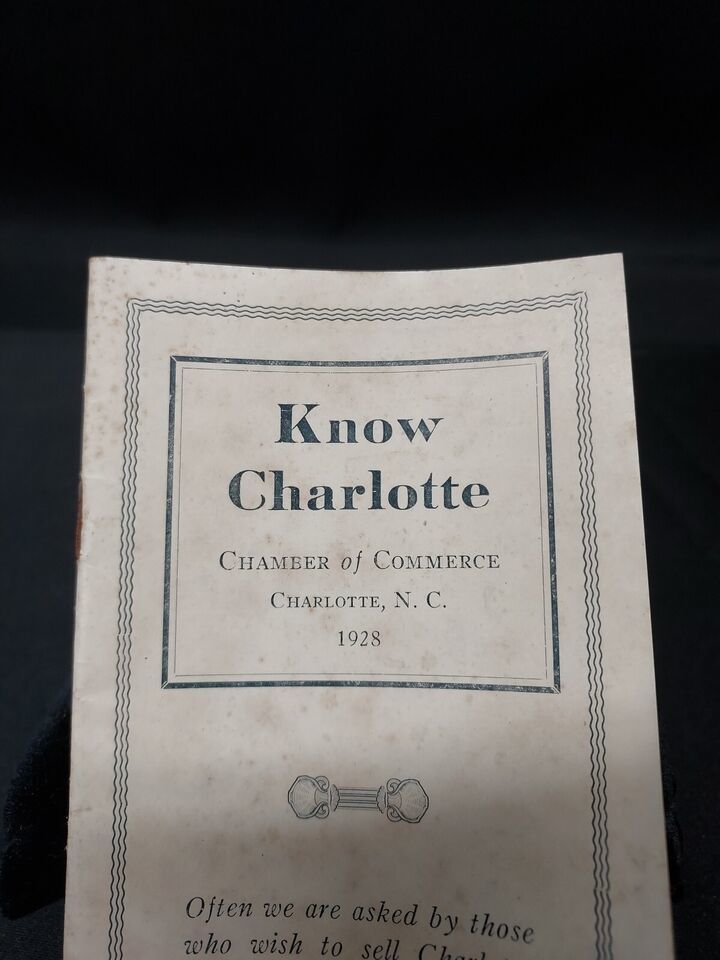 Know
Charlotte
CHAMBER of COMMERCE
CHARLOTTE, N. C.
1928
Often we are asked by those
who wish to sell